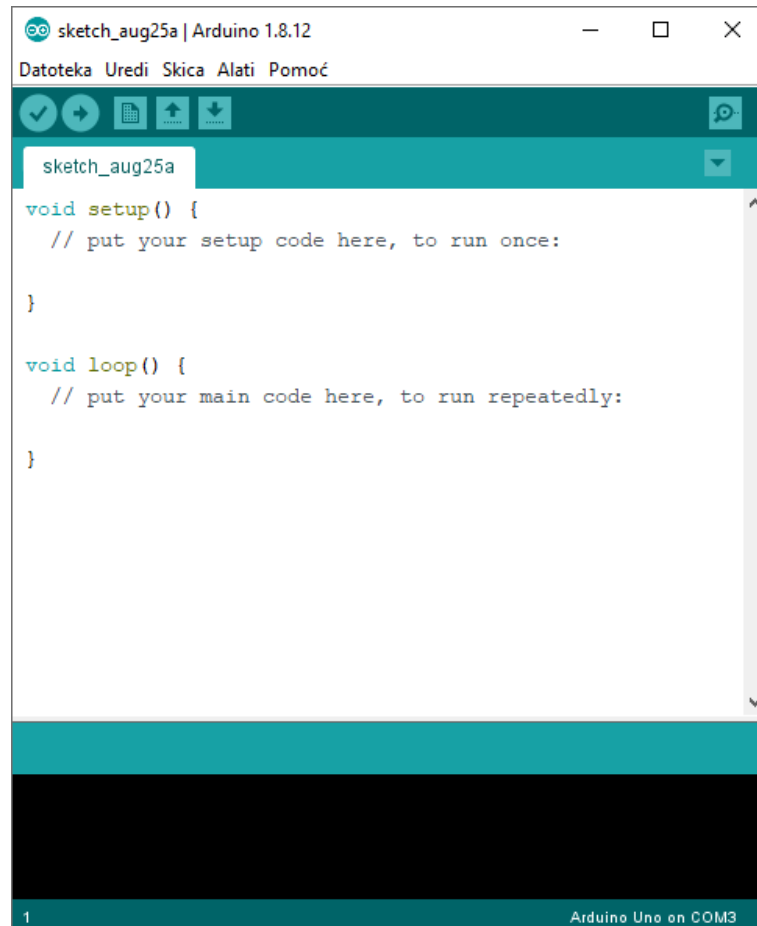 sketch_aug25a | Arduino 1.8.12
Datoteka Uredi Skica Alati Pomoć
sketch_aug25a
void setup() {
  // put your setup code here, to run once:
}
void loop() {
  // put your main code here, to run repeatedly:
}
1 Arduino Uno on COM3